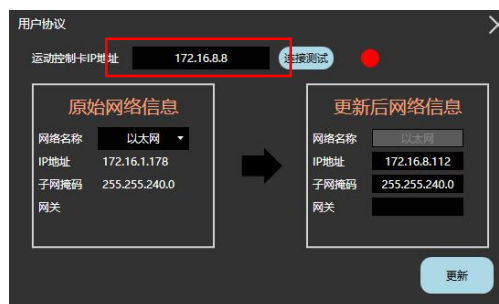 用户协议
运动控制卡IP地址 172.16.8.8 连接测试
原始网络信息
网络名称 以太网
IP地址 172.16.1.178
子网掩码 255.255.240.0
网关
更新后网络信息
网络名称 以太网
IP地址 172.16.8.112
子网掩码 255.255.240.0
网关
更新